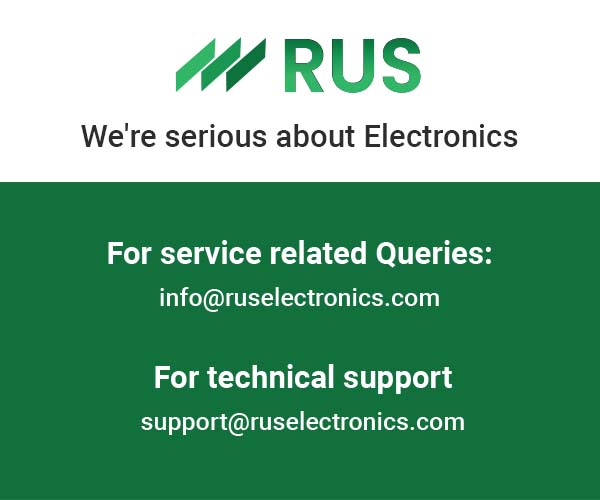 RUS
We're serious about Electronics
For service related Queries:
info@ruselectronics.com
For technical support
support@ruselectronics.com